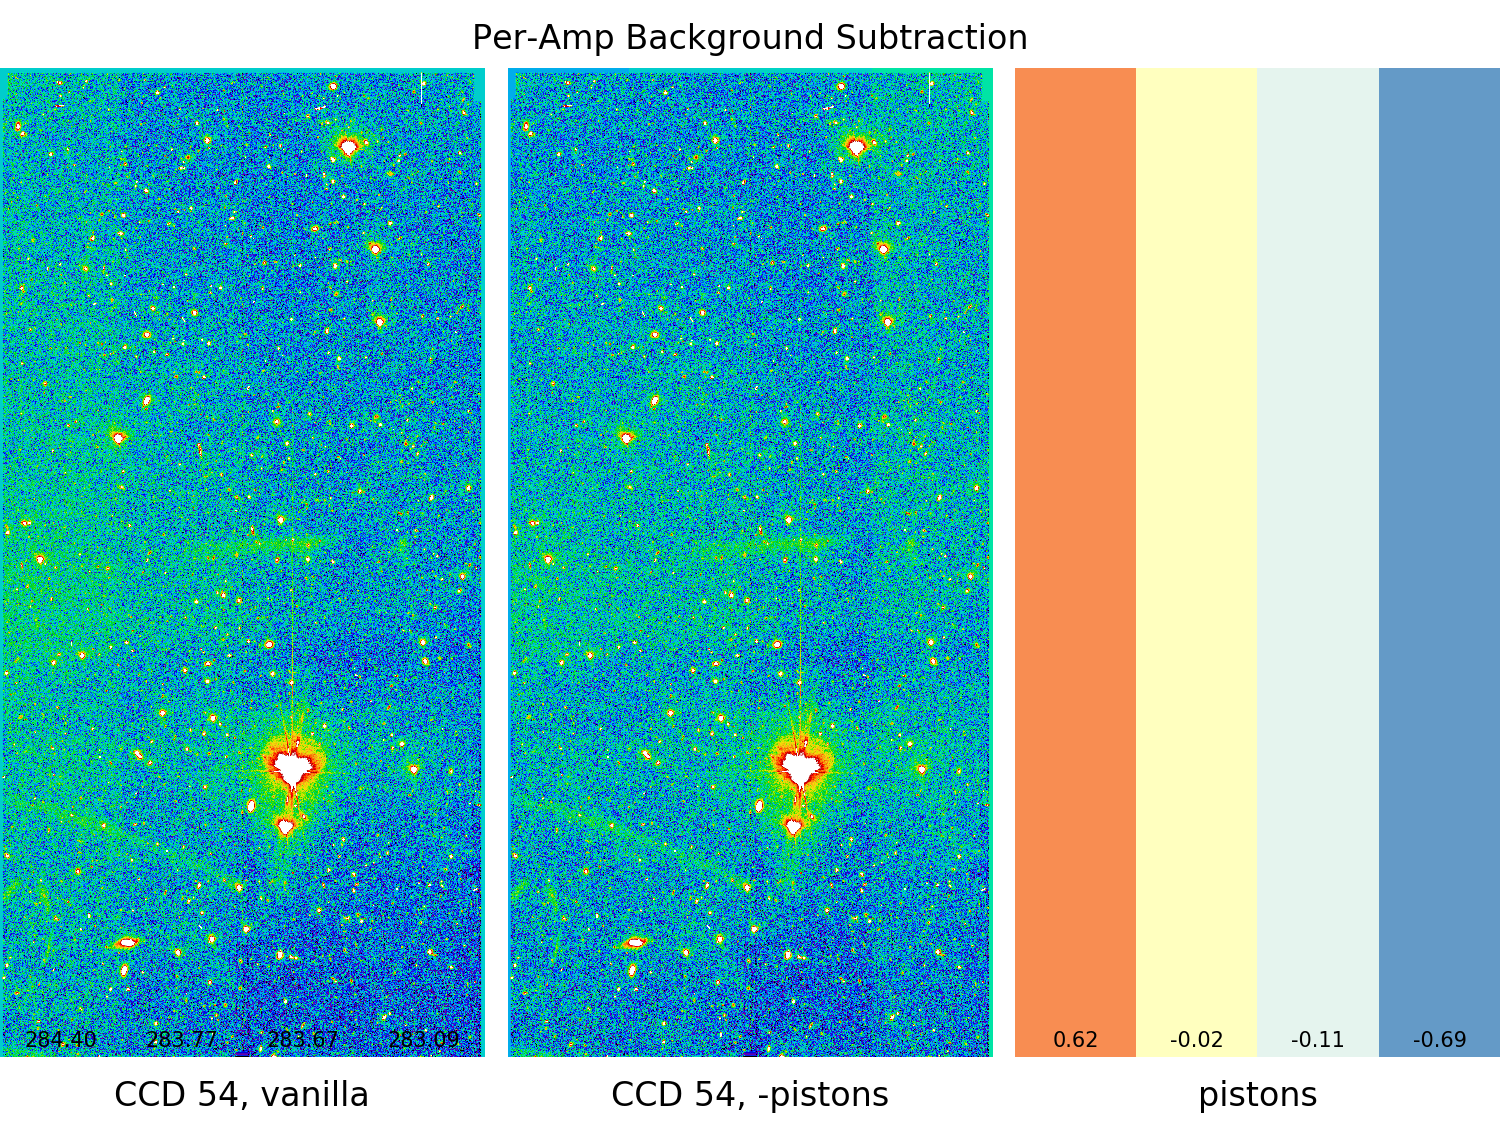 Per-Amp Background Subtraction
284.40 283.77 283.67 283.09
0.62 -0.02 -0.11 -0.69
CCD 54, vanilla
CCD 54, -pistons
pistons